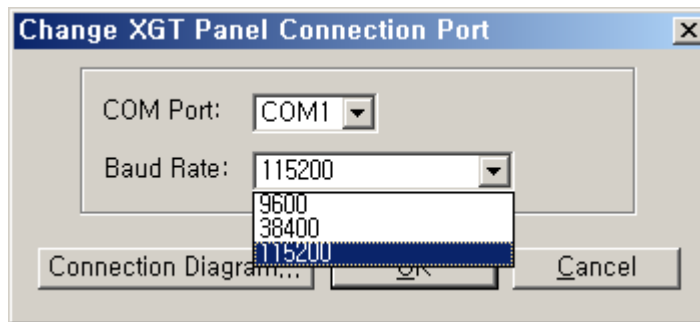 Change XGT Panel Connection Port
COM Port: COM1
Baud Rate: 115200
9600
38400
115200
Connection Diagram... OK Cancel